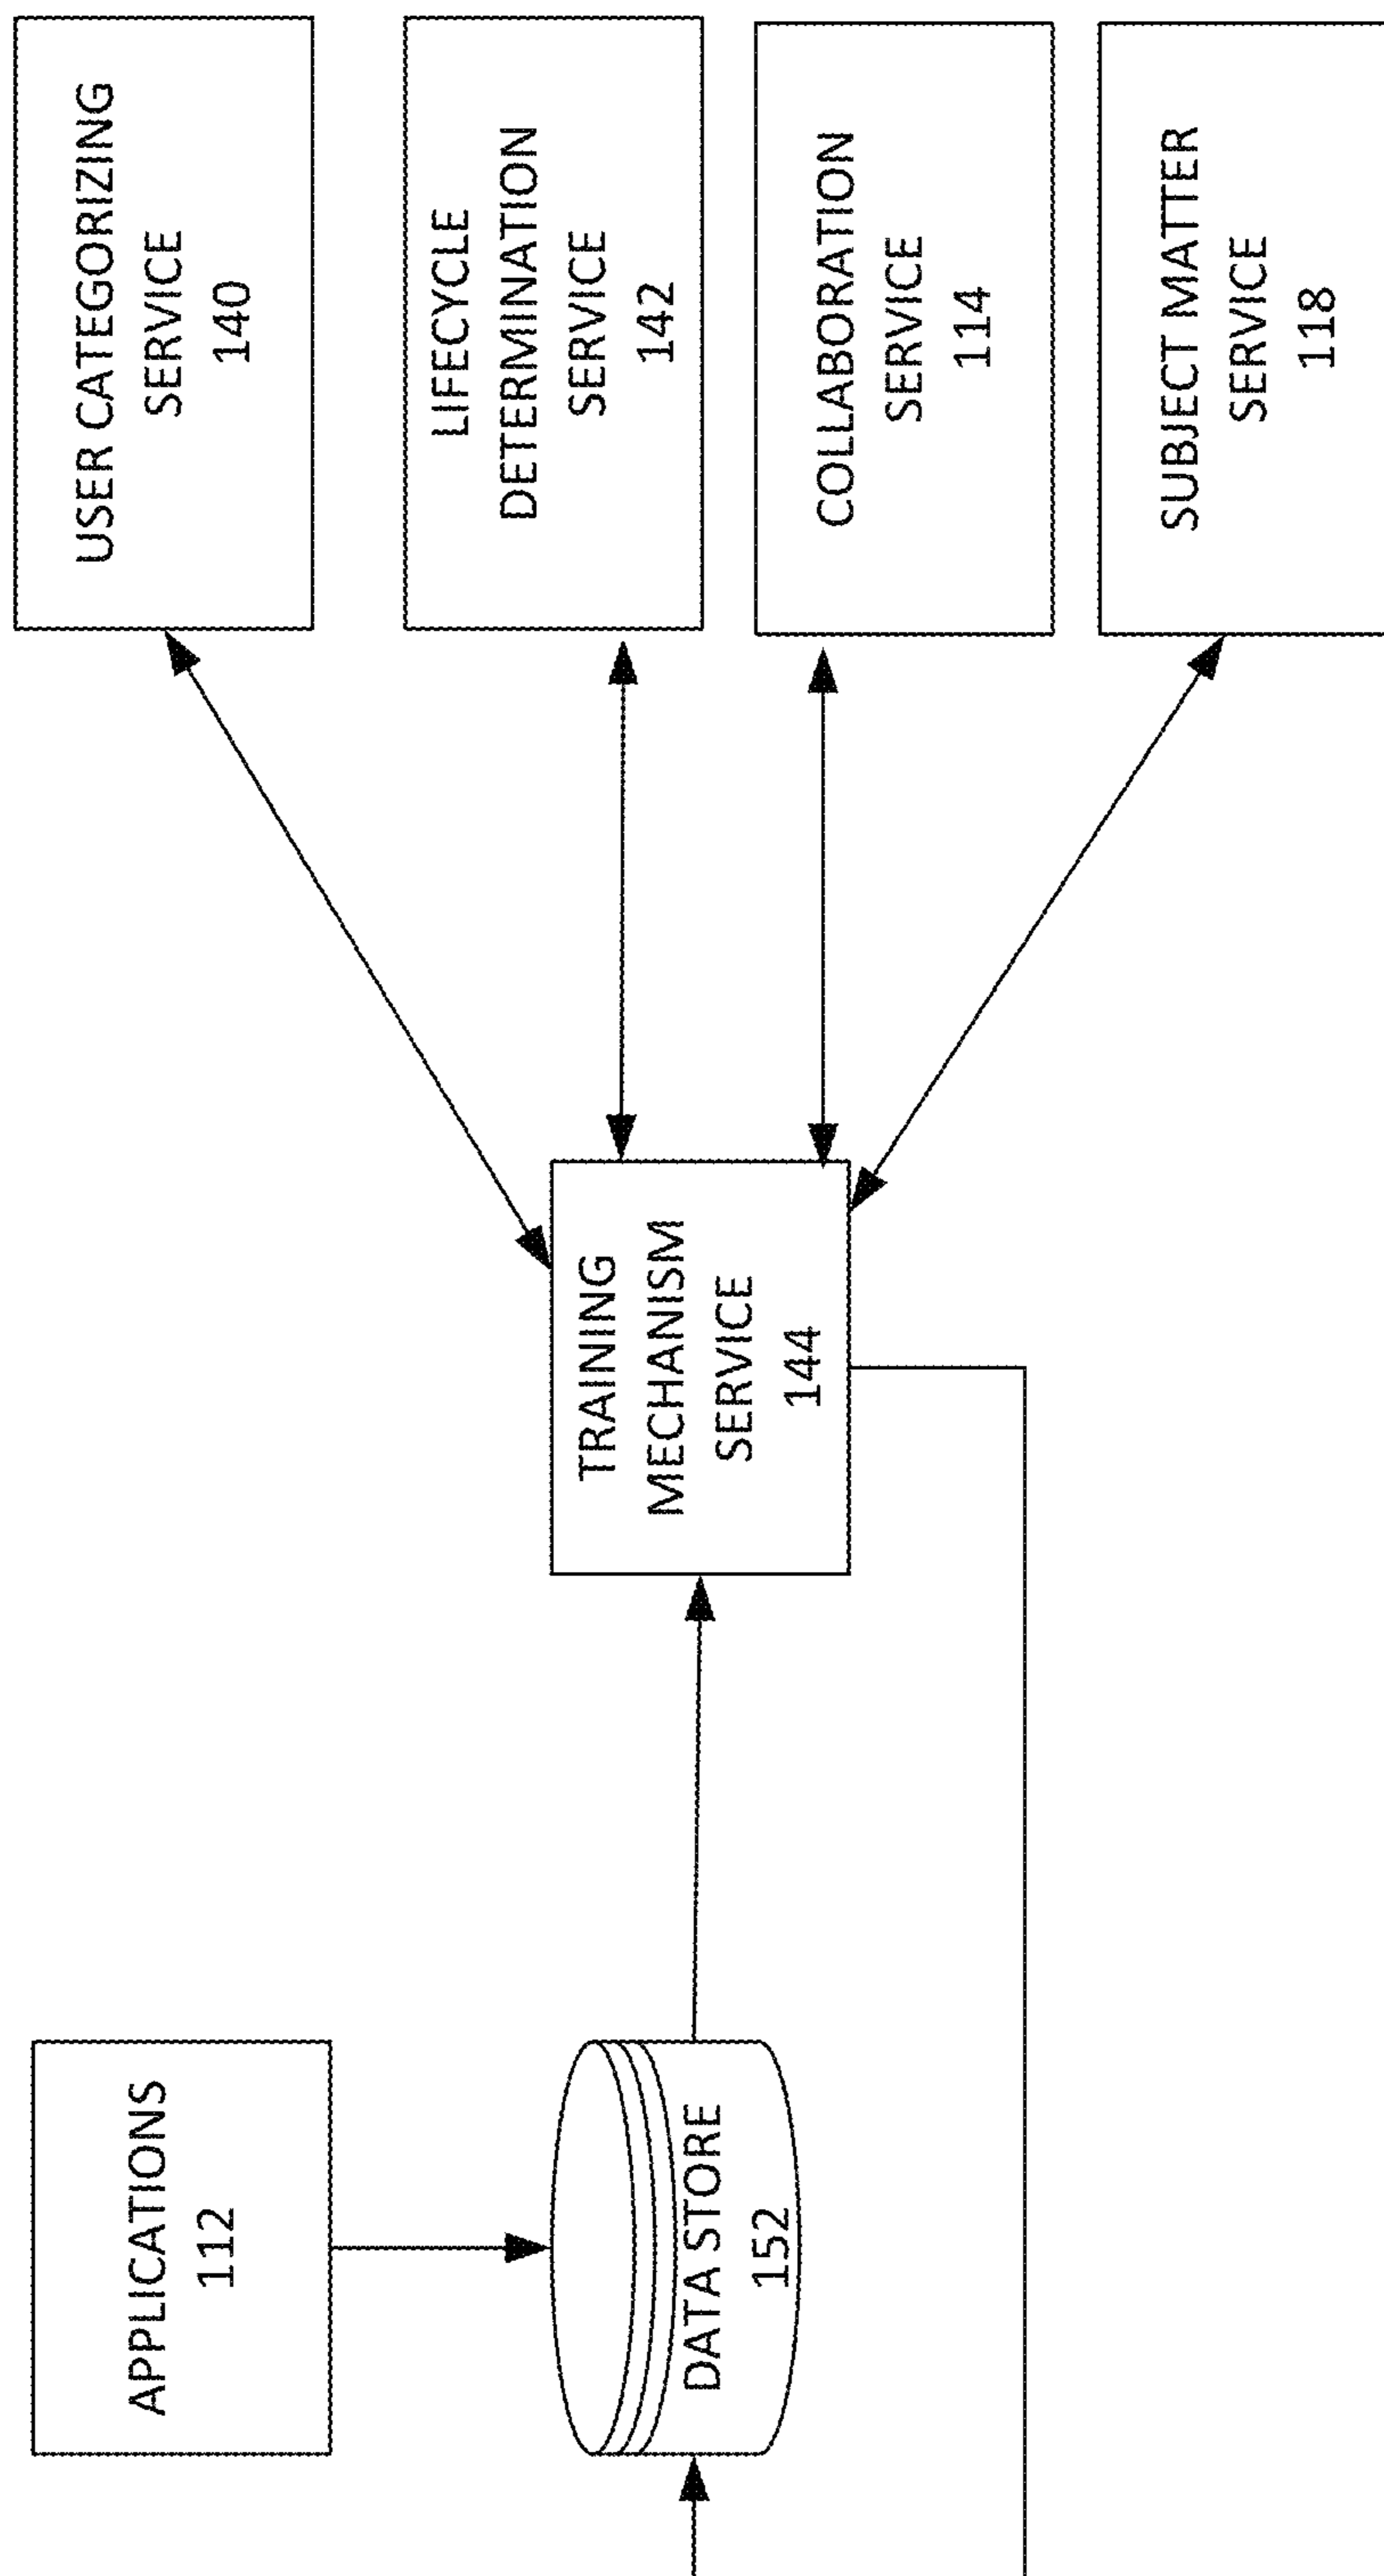 APPLICATIONS
112
DATA STORE
152
TRAINING
MECHANISM
SERVICE
144
USER CATEGORIZING
SERVICE
140
LIFECYCLE
DETERMINATION
SERVICE
142
COLLABORATION
SERVICE
114
SUBJECT MATTER
SERVICE
118